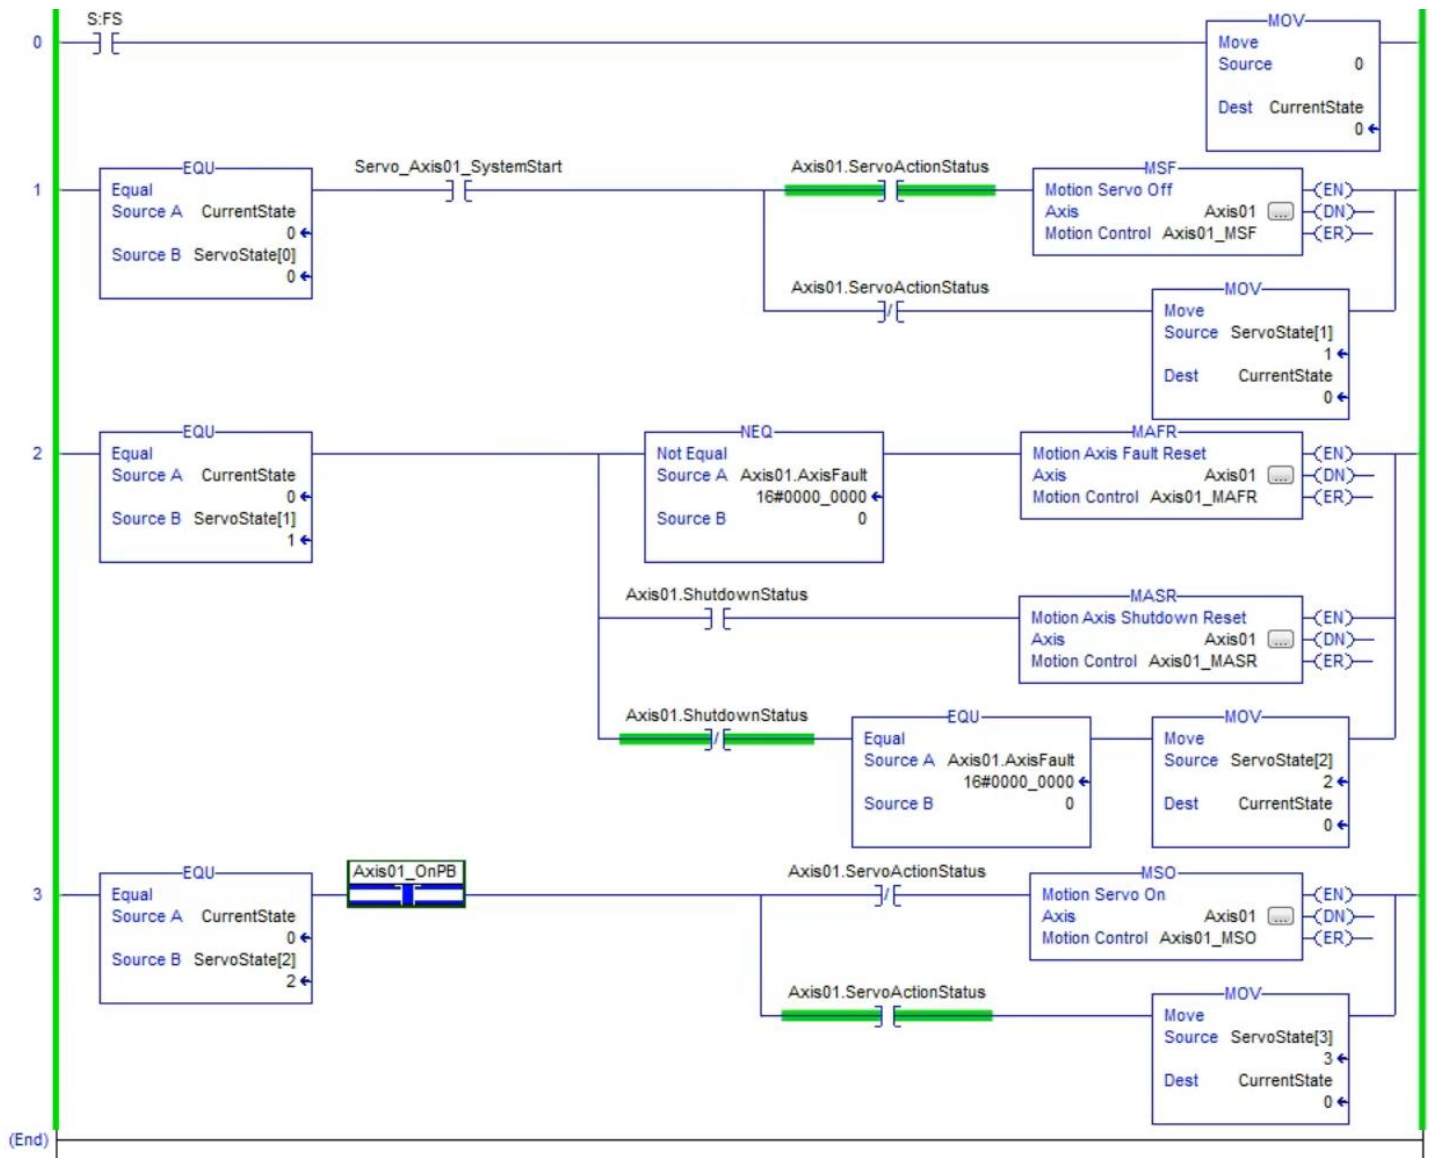 S:FS
0
MOV
Move
Source 0
Dest CurrentState
0
1
EQU
Equal
Source A CurrentState
0
Source B ServoState[0]
0
Servo_Axis01_SystemStart
Axis01.ServoActionStatus
MSF
Motion Servo Off
Axis Axis01 ...
Motion Control Axis01_MSF
(EN)
(DN)
(ER)
Axis01.ServoActionStatus
MOV
Move
Source ServoState[1]
1
Dest CurrentState
0
2
EQU
Equal
Source A CurrentState
0
Source B ServoState[1]
1
NEQ
Not Equal
Source A Axis01.AxisFault
16#0000_0000
Source B 0
MAFR
Motion Axis Fault Reset
Axis Axis01 ...
Motion Control Axis01_MAFR
(EN)
(DN)
(ER)
Axis01.ShutdownStatus
MASR
Motion Axis Shutdown Reset
Axis Axis01 ...
Motion Control Axis01_MASR
(EN)
(DN)
(ER)
Axis01.ShutdownStatus
EQU
Equal
Source A Axis01.AxisFault
16#0000_0000
Source B 0
MOV
Move
Source ServoState[2]
2
Dest CurrentState
0
3
EQU
Equal
Source A CurrentState
0
Source B ServoState[2]
2
Axis01_OnPB
Axis01.ServoActionStatus
MSO
Motion Servo On
Axis Axis01 ...
Motion Control Axis01_MSO
(EN)
(DN)
(ER)
Axis01.ServoActionStatus
MOV
Move
Source ServoState[3]
3
Dest CurrentState
0
(End)